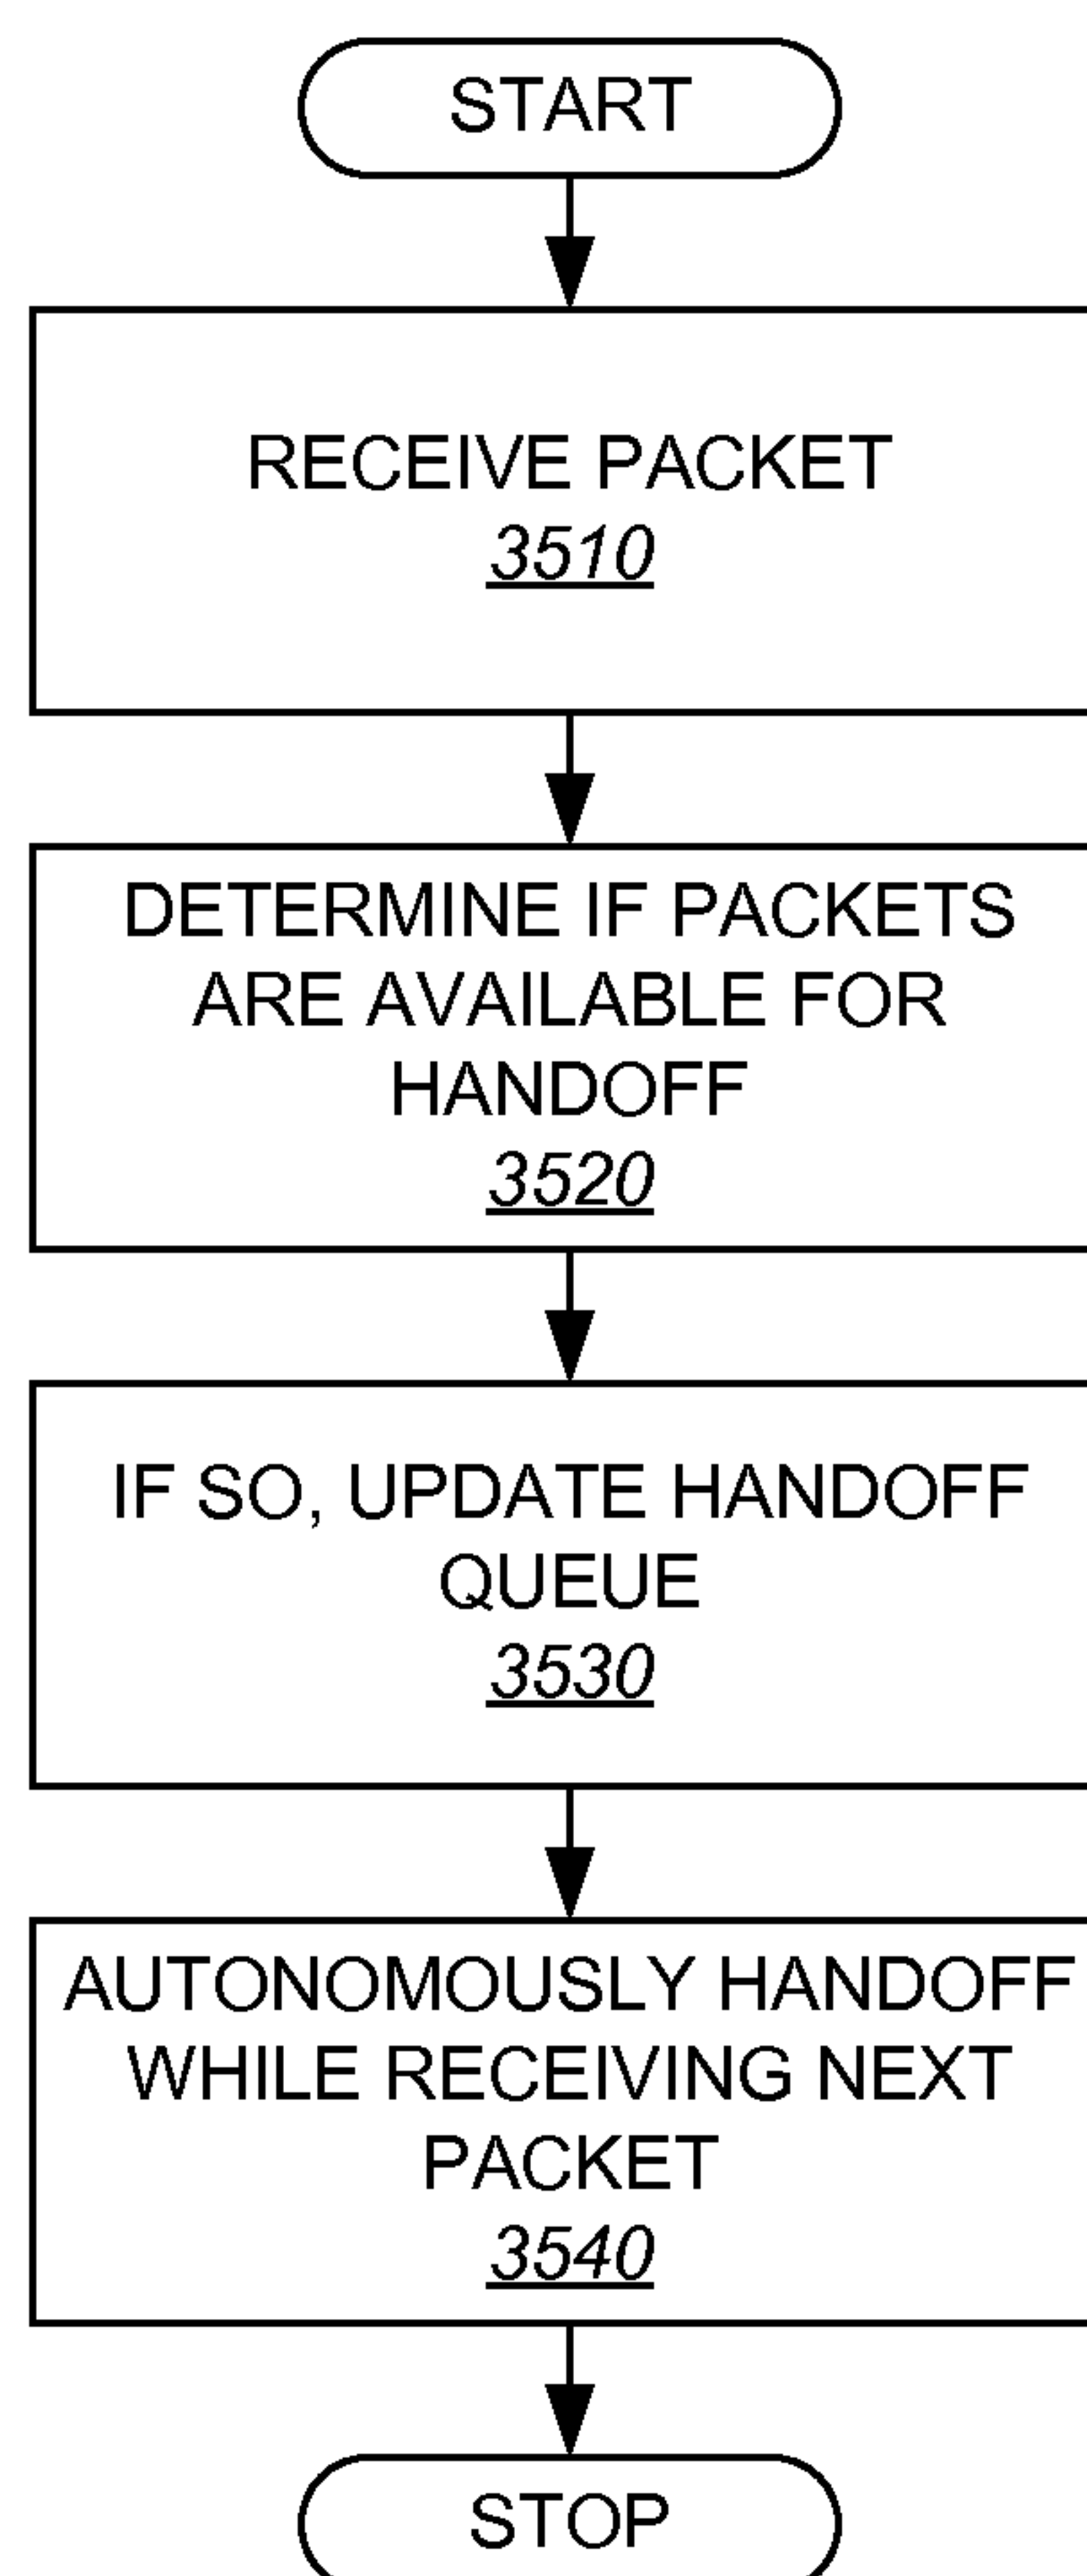 START
RECEIVE PACKET
3510
DETERMINE IF PACKETS
ARE AVAILABLE FOR
HANDOFF
3520
IF SO, UPDATE HANDOFF
QUEUE
3530
AUTONOMOUSLY HANDOFF
WHILE RECEIVING NEXT
PACKET
3540
STOP